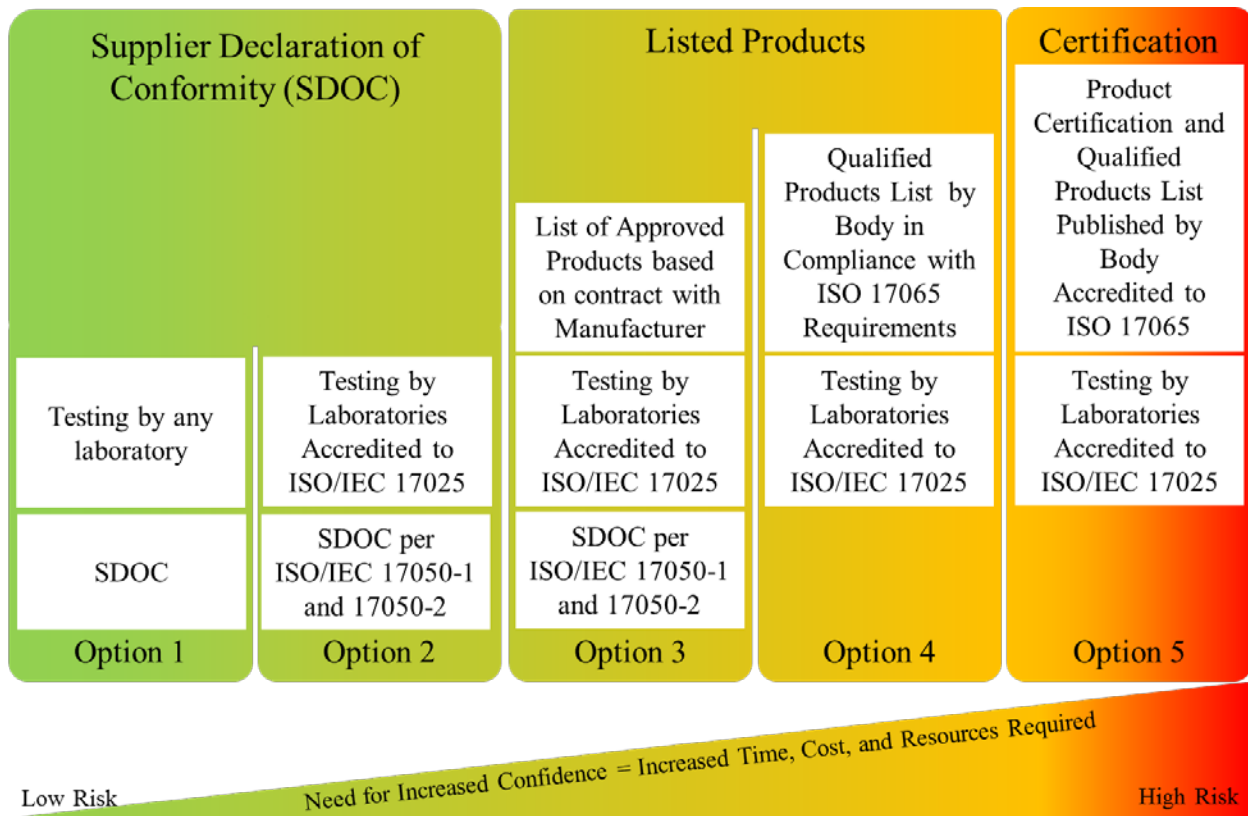 Supplier Declaration of
Conformity (SDOC)
Listed Products
Certification
Testing by any
laboratory
SDOC
Option 1
Testing by
Laboratories
Accredited to
ISO/IEC 17025
SDOC per
ISO/IEC 17050-1
and 17050-2
Option 2
List of Approved
Products based
on contract with
Manufacturer
Testing by
Laboratories
Accredited to
ISO/IEC 17025
SDOC per
ISO/IEC 17050-1
and 17050-2
Option 3
Qualified
Products List by
Body in
Compliance with
ISO 17065
Requirements
Testing by
Laboratories
Accredited to
ISO/IEC 17025
Option 4
Product
Certification and
Qualified
Products List
Published by
Body
Accredited to
ISO 17065
Testing by
Laboratories
Accredited to
ISO/IEC 17025
Option 5
Low Risk
Need for Increased Confidence = Increased Time, Cost, and Resources Required
High Risk